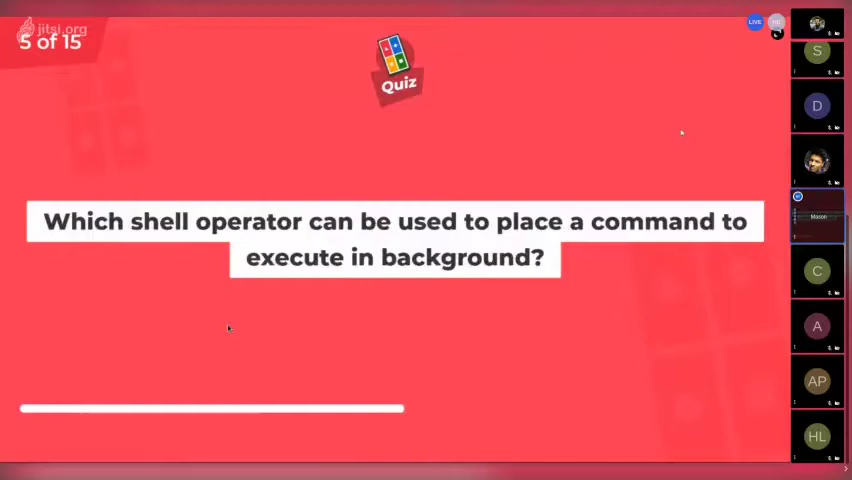 jitsi.org
5 of 15
LIVE
HE
Quiz
S
D
Which shell operator can be used to place a command to
execute in background?
Mason
C
A
AP
HL